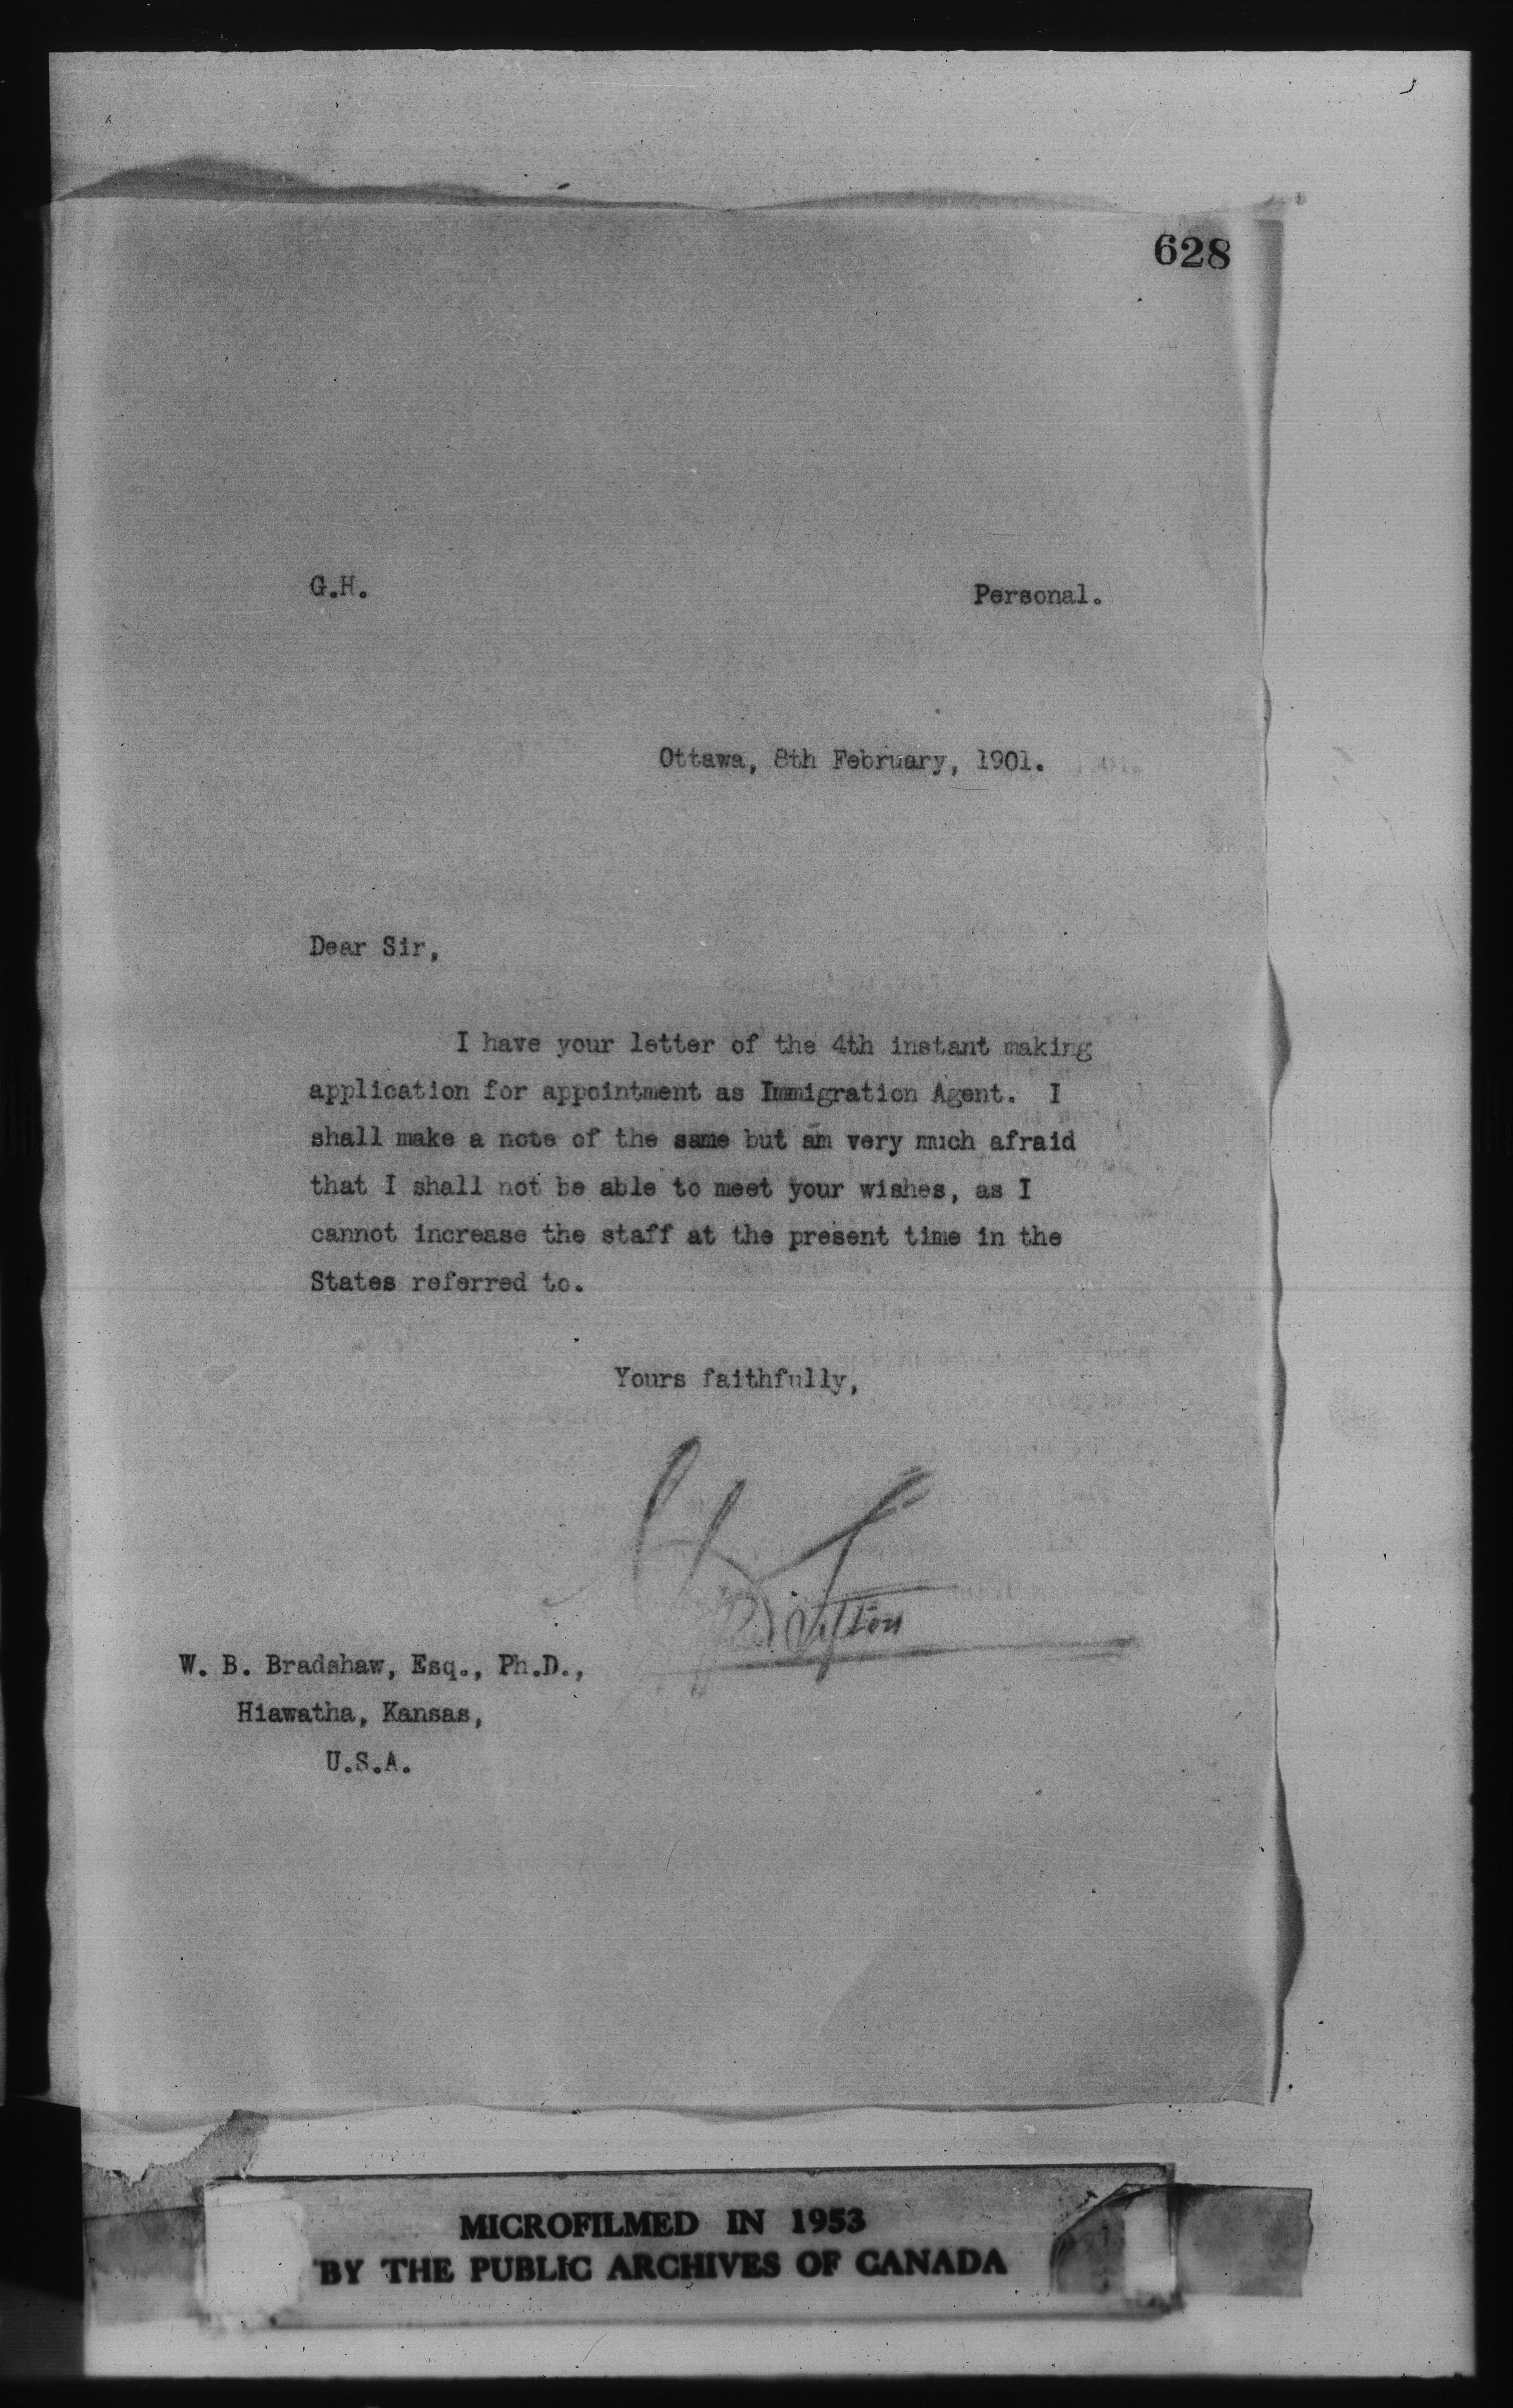 628
G.H.
Personal.
Ottawa, 8th February, 1901.
Dear Sir,
I have your letter of the 4th instant making
application for appointment as Immigration Agent. I
shall make a note of the same but am very much afraid
that I shall not be able to meet your wishes, as I
cannot increase the staff at the present time in the
States referred to.
Yours faithfully,
Sifton
W. B. Bradshaw, Esq., Ph.D.,
Hiawatha, Kansas,
U.S.A.
MICROFILMED IN 1953
BY THE PUBLIC ARCHIVES OF CANADA